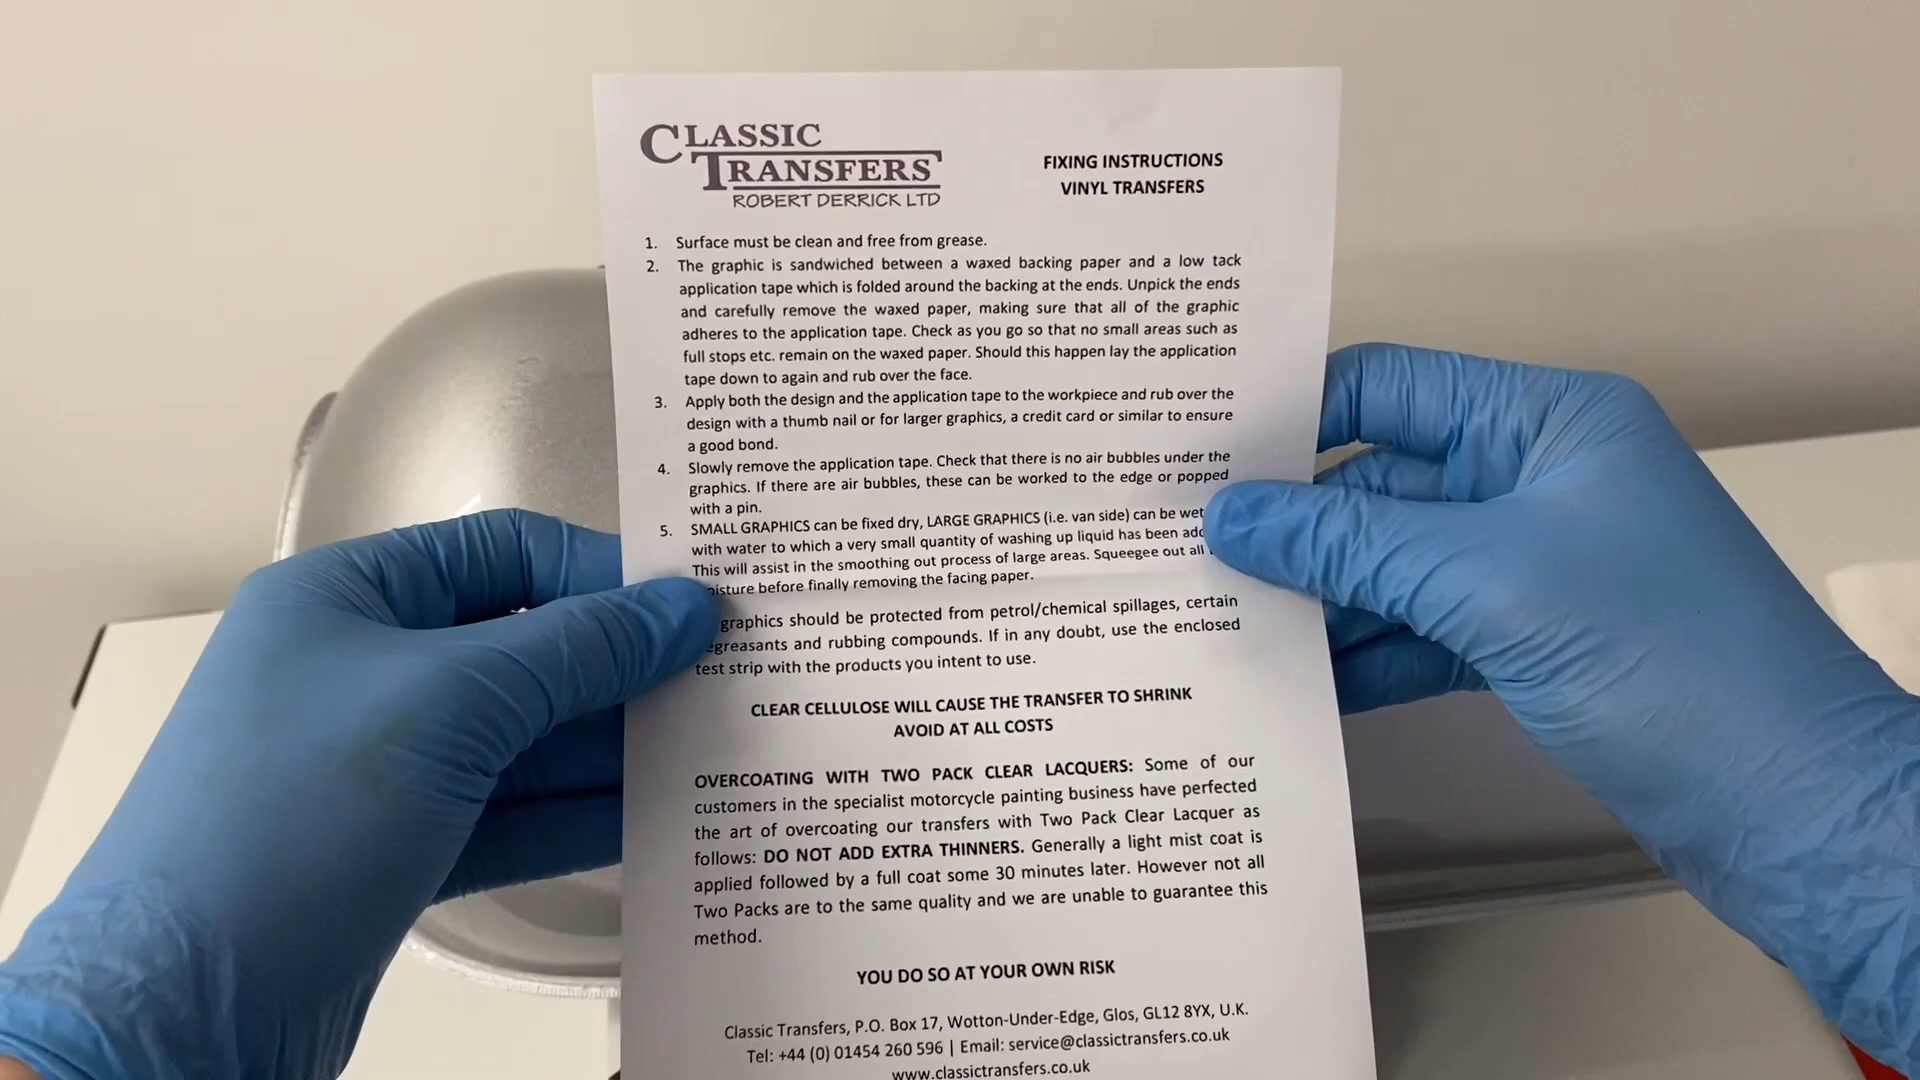 CLASSIC
TRANSFERS
ROBERT DERRICK LTD
FIXING INSTRUCTIONS
VINYL TRANSFERS
1. Surface must be clean and free from grease.
2. The graphic is sandwiched between a waxed backing paper and a low tack
application tape which is folded around the backing at the ends. Unpick the ends
and carefully remove the waxed paper, making sure that all of the graphic
adheres to the application tape. Check as you go so that no small areas such as
full stops etc. remain on the waxed paper. Should this happen lay the application
tape down to again and rub over the face.
3. Apply both the design and the application tape to the workpiece and rub over the
design with a thumb nail or for larger graphics, a credit card or similar to ensure
a good bond.
4. Slowly remove the application tape. Check that there is no air bubbles under the
graphics. If there are air bubbles, these can be worked to the edge or popped
with a pin.
5. SMALL GRAPHICS can be fixed dry, LARGE GRAPHICS (i.e. van side) can be wet
with water to which a very small quantity of washing up liquid has been
This will assist in the smoothing out process of large areas. Squeegee out all
before finally removing the facing paper.
graphics should be protected from petrol/chemical spillages, certain
and rubbing compounds. If in any doubt, use the enclosed
test strip with the products you intent to use.
CLEAR CELLULOSE WILL CAUSE THE TRANSFER TO SHRINK
AVOID AT ALL COSTS
OVERCOATING WITH TWO PACK CLEAR LACQUERS: Some of our
customers in the specialist motorcycle painting business have perfected
the art of overcoating our transfers with Two Pack Clear Lacquer as
follows: DO NOT ADD EXTRA THINNERS. Generally a light mist coat is
applied followed by a full coat some 30 minutes later. However not all
Two Packs are to the same quality and we are unable to guarantee this
method.
YOU DO SO AT YOUR OWN RISK
Classic Transfers, P.O. Box 17, Wotton-Under-Edge, Glos, GL12 8YX, U.K.
Tel: +44 (0) 01454 260 596 | Email: service@classictransfers.co.uk
www.classictransfers.co.uk